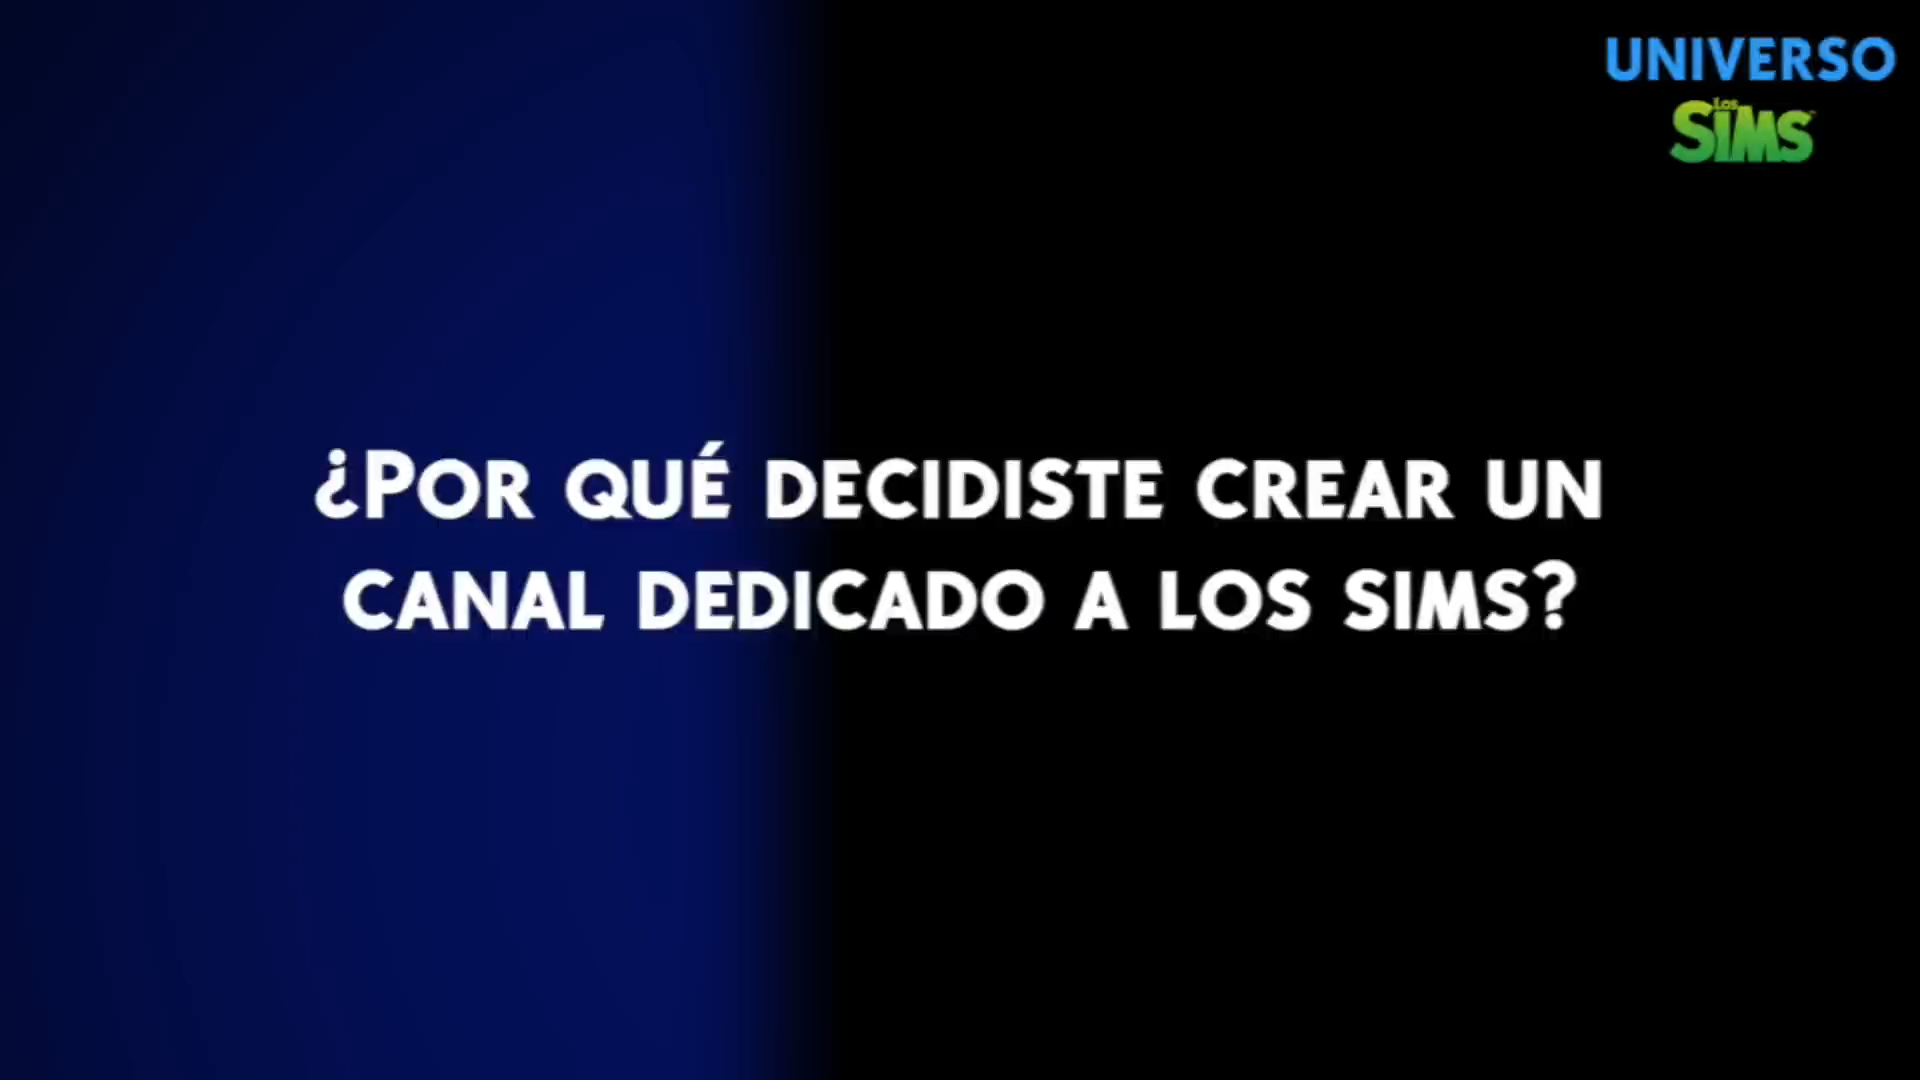 UNIVERSO
Los
SiMS
¿POR QUÉ DECIDISTE CREAR UN
CANAL DEDICADO A LOS SIMS?